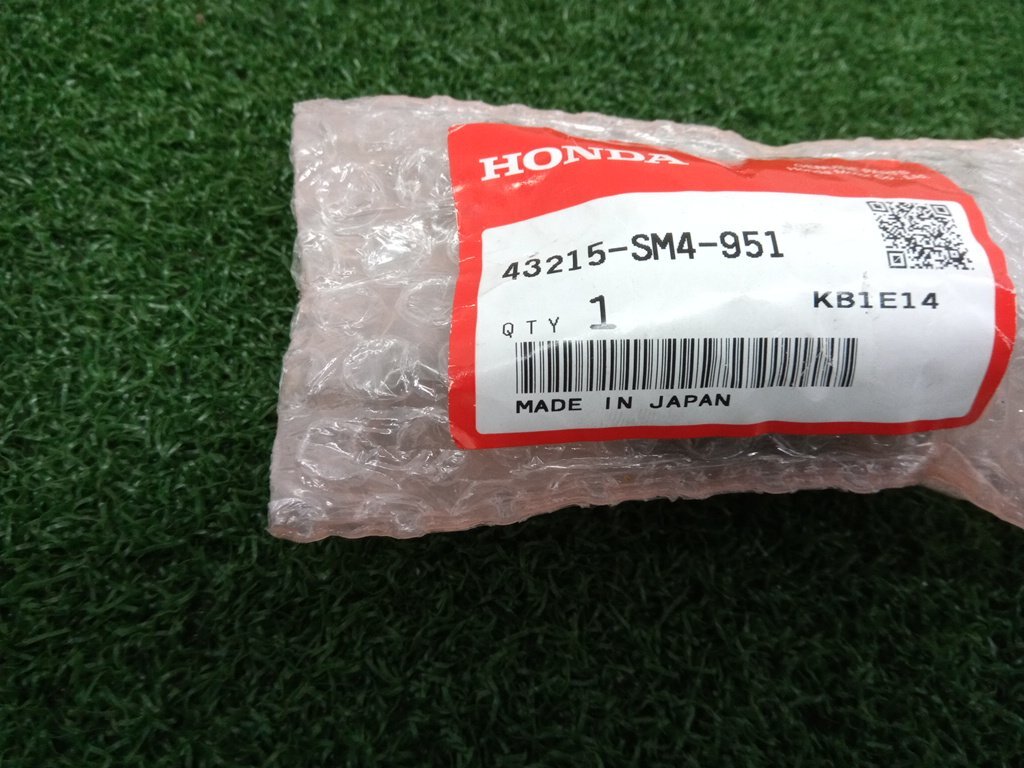 HONDA
43215-SM4-951
QTY 1
KB1E14
MADE IN JAPAN